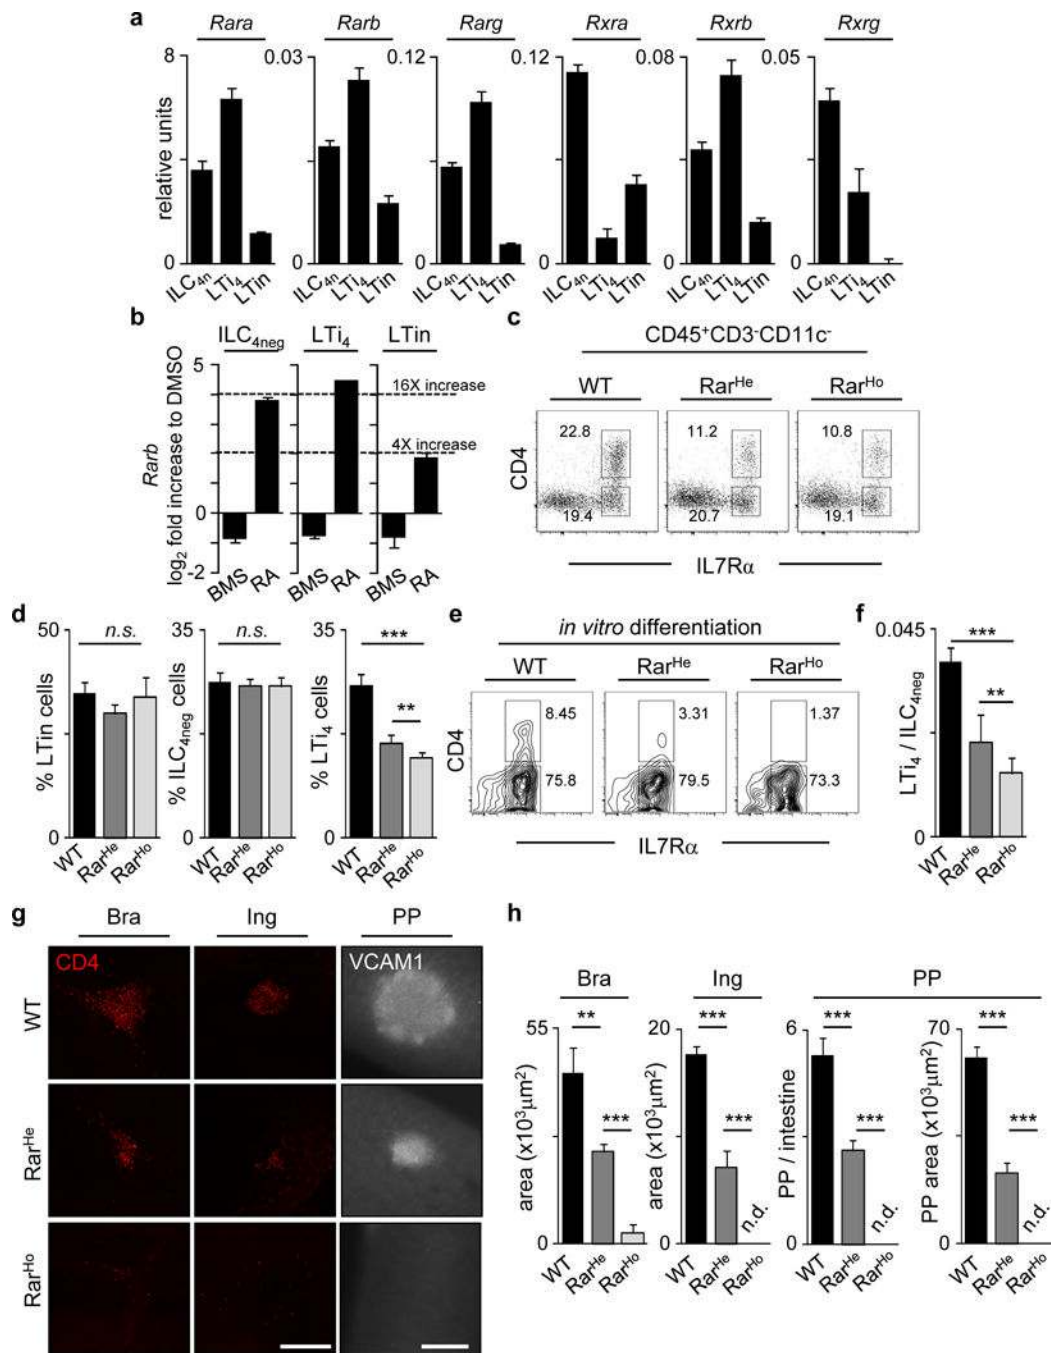 a
Rara Rarb Rarg Rxra Rxrb Rxrg
relative units
8 0.03 0.12 0.12 0.08 0.05
0 0 0 0 0 0
ILC4n LTi4 LTin ILC4n LTi4 LTin ILC4n LTi4 LTin ILC4n LTi4 LTin ILC4n LTi4 LTin ILC4n LTi4 LTin
b
ILC4neg LTi4 LTin
Rarb
log2 fold increase to DMSO
5
0
-2
16X increase
4X increase
BMS RA BMS RA BMS RA
c
CD45+CD3-CD11c-
WT RarHe RarHo
CD4
22.8 11.2 10.8
19.4 20.7 19.1
IL7Rα
d
% LTin cells
50
0
n.s.
WT RarHe RarHo
% ILC4neg cells
35
0
n.s.
WT RarHe RarHo
% LTi4 cells
35
0
***
**
WT RarHe RarHo
e
in vitro differentiation
WT RarHe RarHo
CD4
8.45 3.31 1.37
75.8 79.5 73.3
IL7Rα
f
LTi4 / ILC4neg
0.045
0
***
**
WT RarHe RarHo
g
Bra Ing PP
CD4 VCAM1
WT
RarHe
RarHo
h
Bra Ing PP
area (x10³µm²)
55
0
**
***
WT RarHe RarHo
area (x10³µm²)
20
0
***
***
n.d.
WT RarHe RarHo
PP / intestine
6
0
***
***
n.d.
WT RarHe RarHo
PP area (x10³µm²)
70
0
***
***
n.d.
WT RarHe RarHo